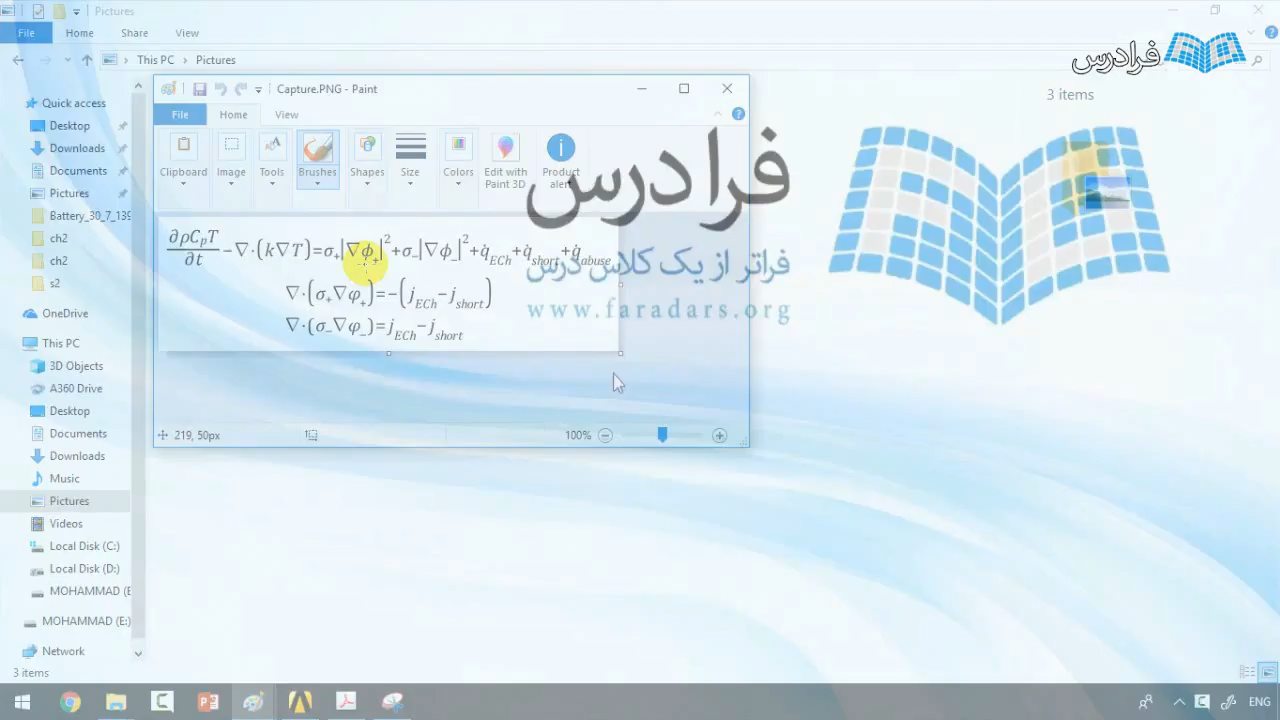 Pictures
File Home Share View
This PC Pictures
فرادرس
3 items
Quick access
Desktop
Downloads
Documents
Pictures
Battery_30_7_139
ch2
ch2
s2
OneDrive
This PC
3D Objects
A360 Drive
Desktop
Documents
Downloads
Music
Pictures
Videos
Local Disk (C:)
Local Disk (D:)
MOHAMMAD (E
MOHAMMAD (E:)
Network
3 items
Capture.PNG - Paint
File Home View
Clipboard Image Tools Brushes Shapes Size Colors Edit with Paint 3D Product alert
∂ρC_pT/∂t−∇·(k∇T)=σ₊|∇ϕ₊|²+σ₋|∇ϕ₋|²+q̇_ECh+q̇_short+q̇_abuse
∇·(σ₊∇φ₊)=−(j_ECh−j_short)
∇·(σ₋∇φ₋)=j_ECh−j_short
219, 50px 100%
فرادرس
فراتر از یک کلاس درس
www.faradars.org
ENG